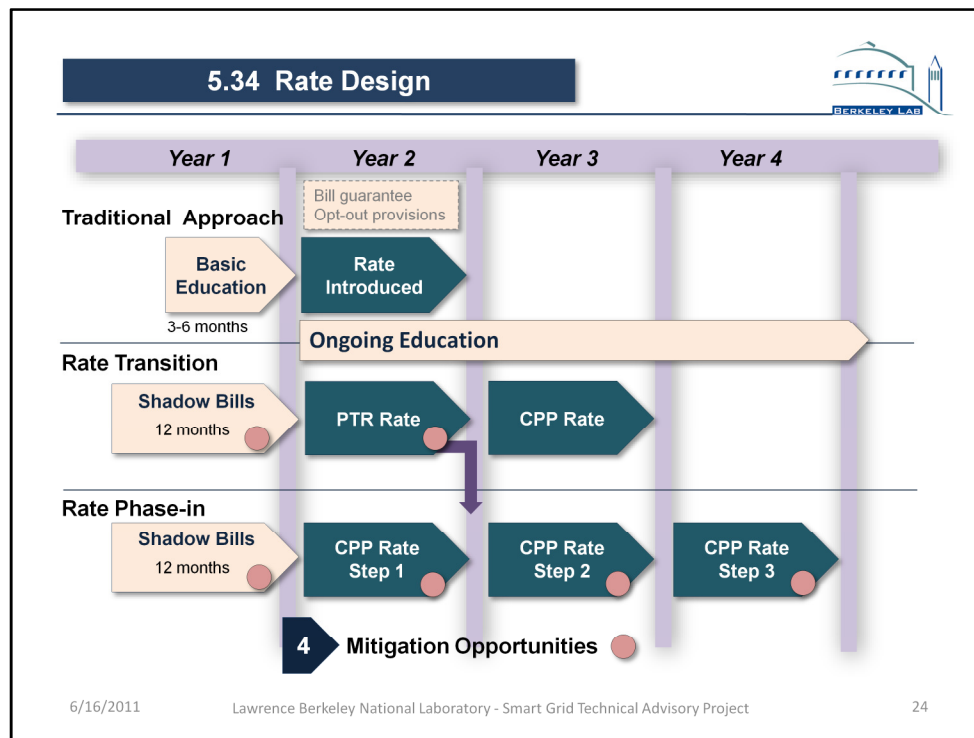 5.34 Rate Design
BERKELEY LAB
Year 1 Year 2 Year 3 Year 4
Bill guarantee
Opt-out provisions
Traditional Approach
Basic
Education
Rate
Introduced
3-6 months
Ongoing Education
Rate Transition
Shadow Bills
12 months
PTR Rate
CPP Rate
Rate Phase-in
Shadow Bills
12 months
CPP Rate
Step 1
CPP Rate
Step 2
CPP Rate
Step 3
4 Mitigation Opportunities
6/16/2011 Lawrence Berkeley National Laboratory - Smart Grid Technical Advisory Project 24